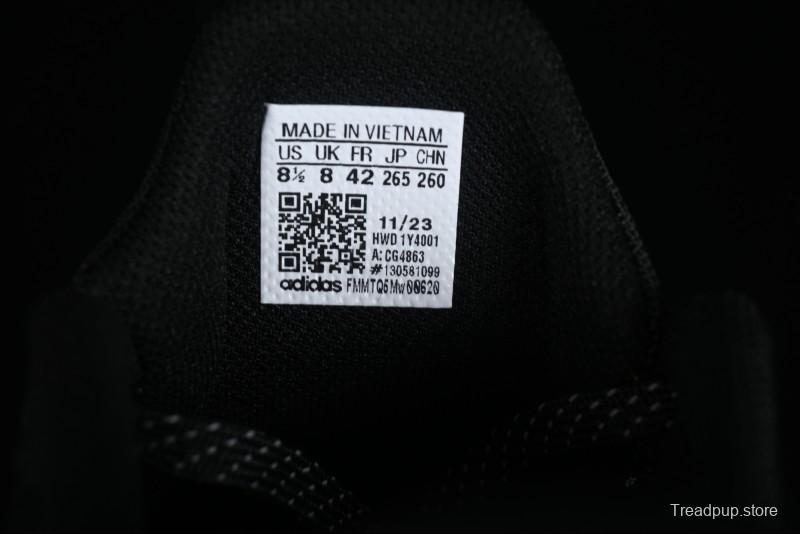 MADE IN VIETNAM
US UK FR JP CHN
8½ 8 42 265 260
11/23
HWD 1Y4001
A: CG4863
#130581099
adidas FMMTQ5Mw00620
Treadpup.store